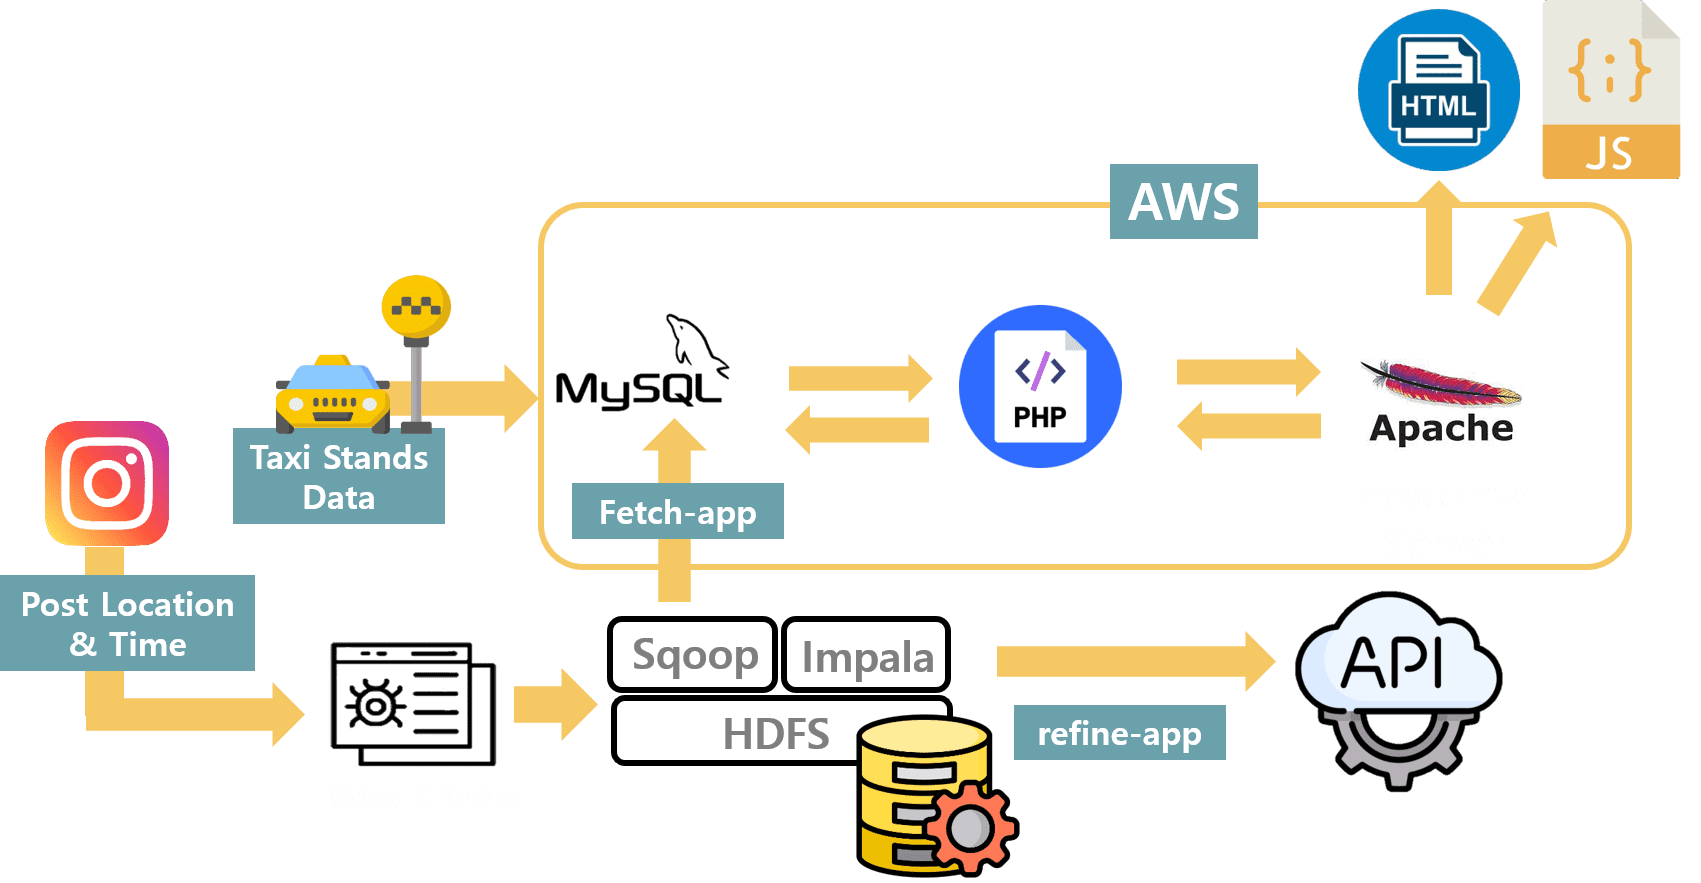 HTML
JS
AWS
MySQL
</>
PHP
Apache
Taxi Stands
Data
Fetch-app
Post Location
& Time
Sqoop
Impala
API
HDFS
refine-app